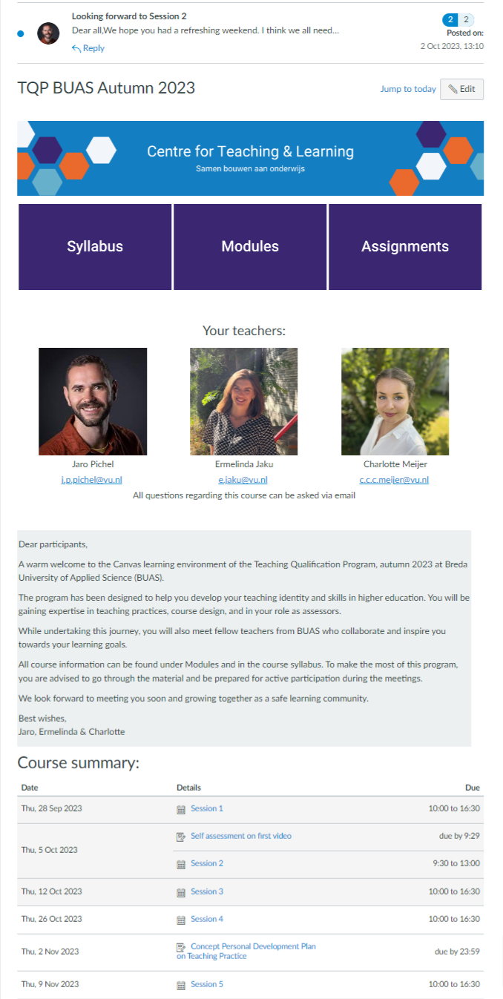 Looking forward to Session 2
Dear all,We hope you had a refreshing weekend. I think we all need...
Reply
2 2
Posted on:
2 Oct 2023, 13:10
TQP BUAS Autumn 2023
Jump to today
Edit
Centre for Teaching & Learning
Samen bouwen aan onderwijs
Syllabus
Modules
Assignments
Your teachers:
Jaro Pichel
j.p.pichel@vu.nl
Ermelinda Jaku
e.jaku@vu.nl
Charlotte Meijer
c.c.c.meijer@vu.nl
All questions regarding this course can be asked via email
Dear participants,
A warm welcome to the Canvas learning environment of the Teaching Qualification Program, autumn 2023 at Breda
University of Applied Science (BUAS).
The program has been designed to help you develop your teaching identity and skills in higher education. You will be
gaining expertise in teaching practices, course design, and in your role as assessors.
While undertaking this journey, you will also meet fellow teachers from BUAS who collaborate and inspire you
towards your learning goals.
All course information can be found under Modules and in the course syllabus. To make the most of this program,
you are advised to go through the material and be prepared for active participation during the meetings.
We look forward to meeting you soon and growing together as a safe learning community.
Best wishes,
Jaro, Ermelinda & Charlotte
Course summary:
Date Details Due
Thu, 28 Sep 2023 Session 1 10:00 to 16:30
Thu, 5 Oct 2023
Self assessment on first video due by 9:29
Session 2 9:30 to 13:00
Thu, 12 Oct 2023 Session 3 10:00 to 16:30
Thu, 26 Oct 2023 Session 4 10:00 to 16:30
Thu, 2 Nov 2023
Concept Personal Development Plan
on Teaching Practice
due by 23:59
Thu, 9 Nov 2023 Session 5 10:00 to 16:30